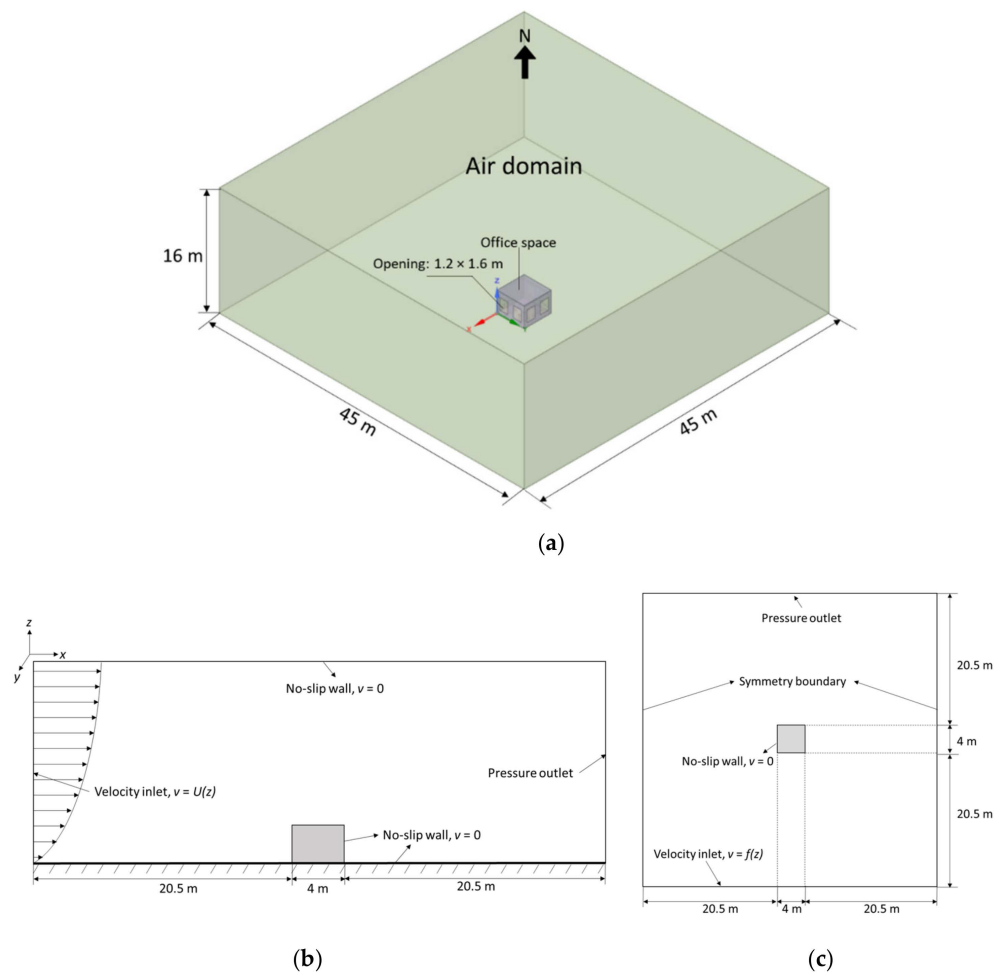 N
Air domain
Office space
16 m
Opening: 1.2 × 1.6 m
z
x
Y
45 m
45 m
(a)
z
x
y
No-slip wall, v = 0
Pressure outlet
Velocity inlet, v = U(z)
No-slip wall, v = 0
20.5 m
4 m
20.5 m
(b)
Pressure outlet
20.5 m
Symmetry boundary
4 m
No-slip wall, v = 0
20.5 m
Velocity inlet, v = f(z)
20.5 m
4 m
20.5 m
(c)